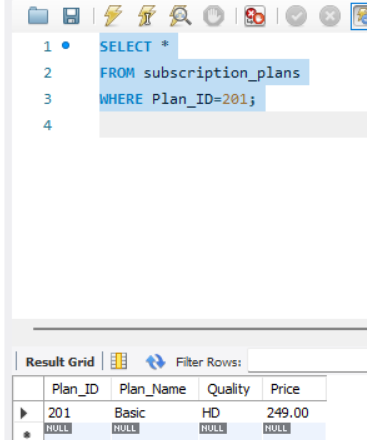 1 SELECT *
2 FROM subscription_plans
3 WHERE Plan_ID=201;
4
Result Grid Filter Rows:
Plan_ID Plan_Name Quality Price
201 Basic HD 249.00
NULL NULL NULL NULL